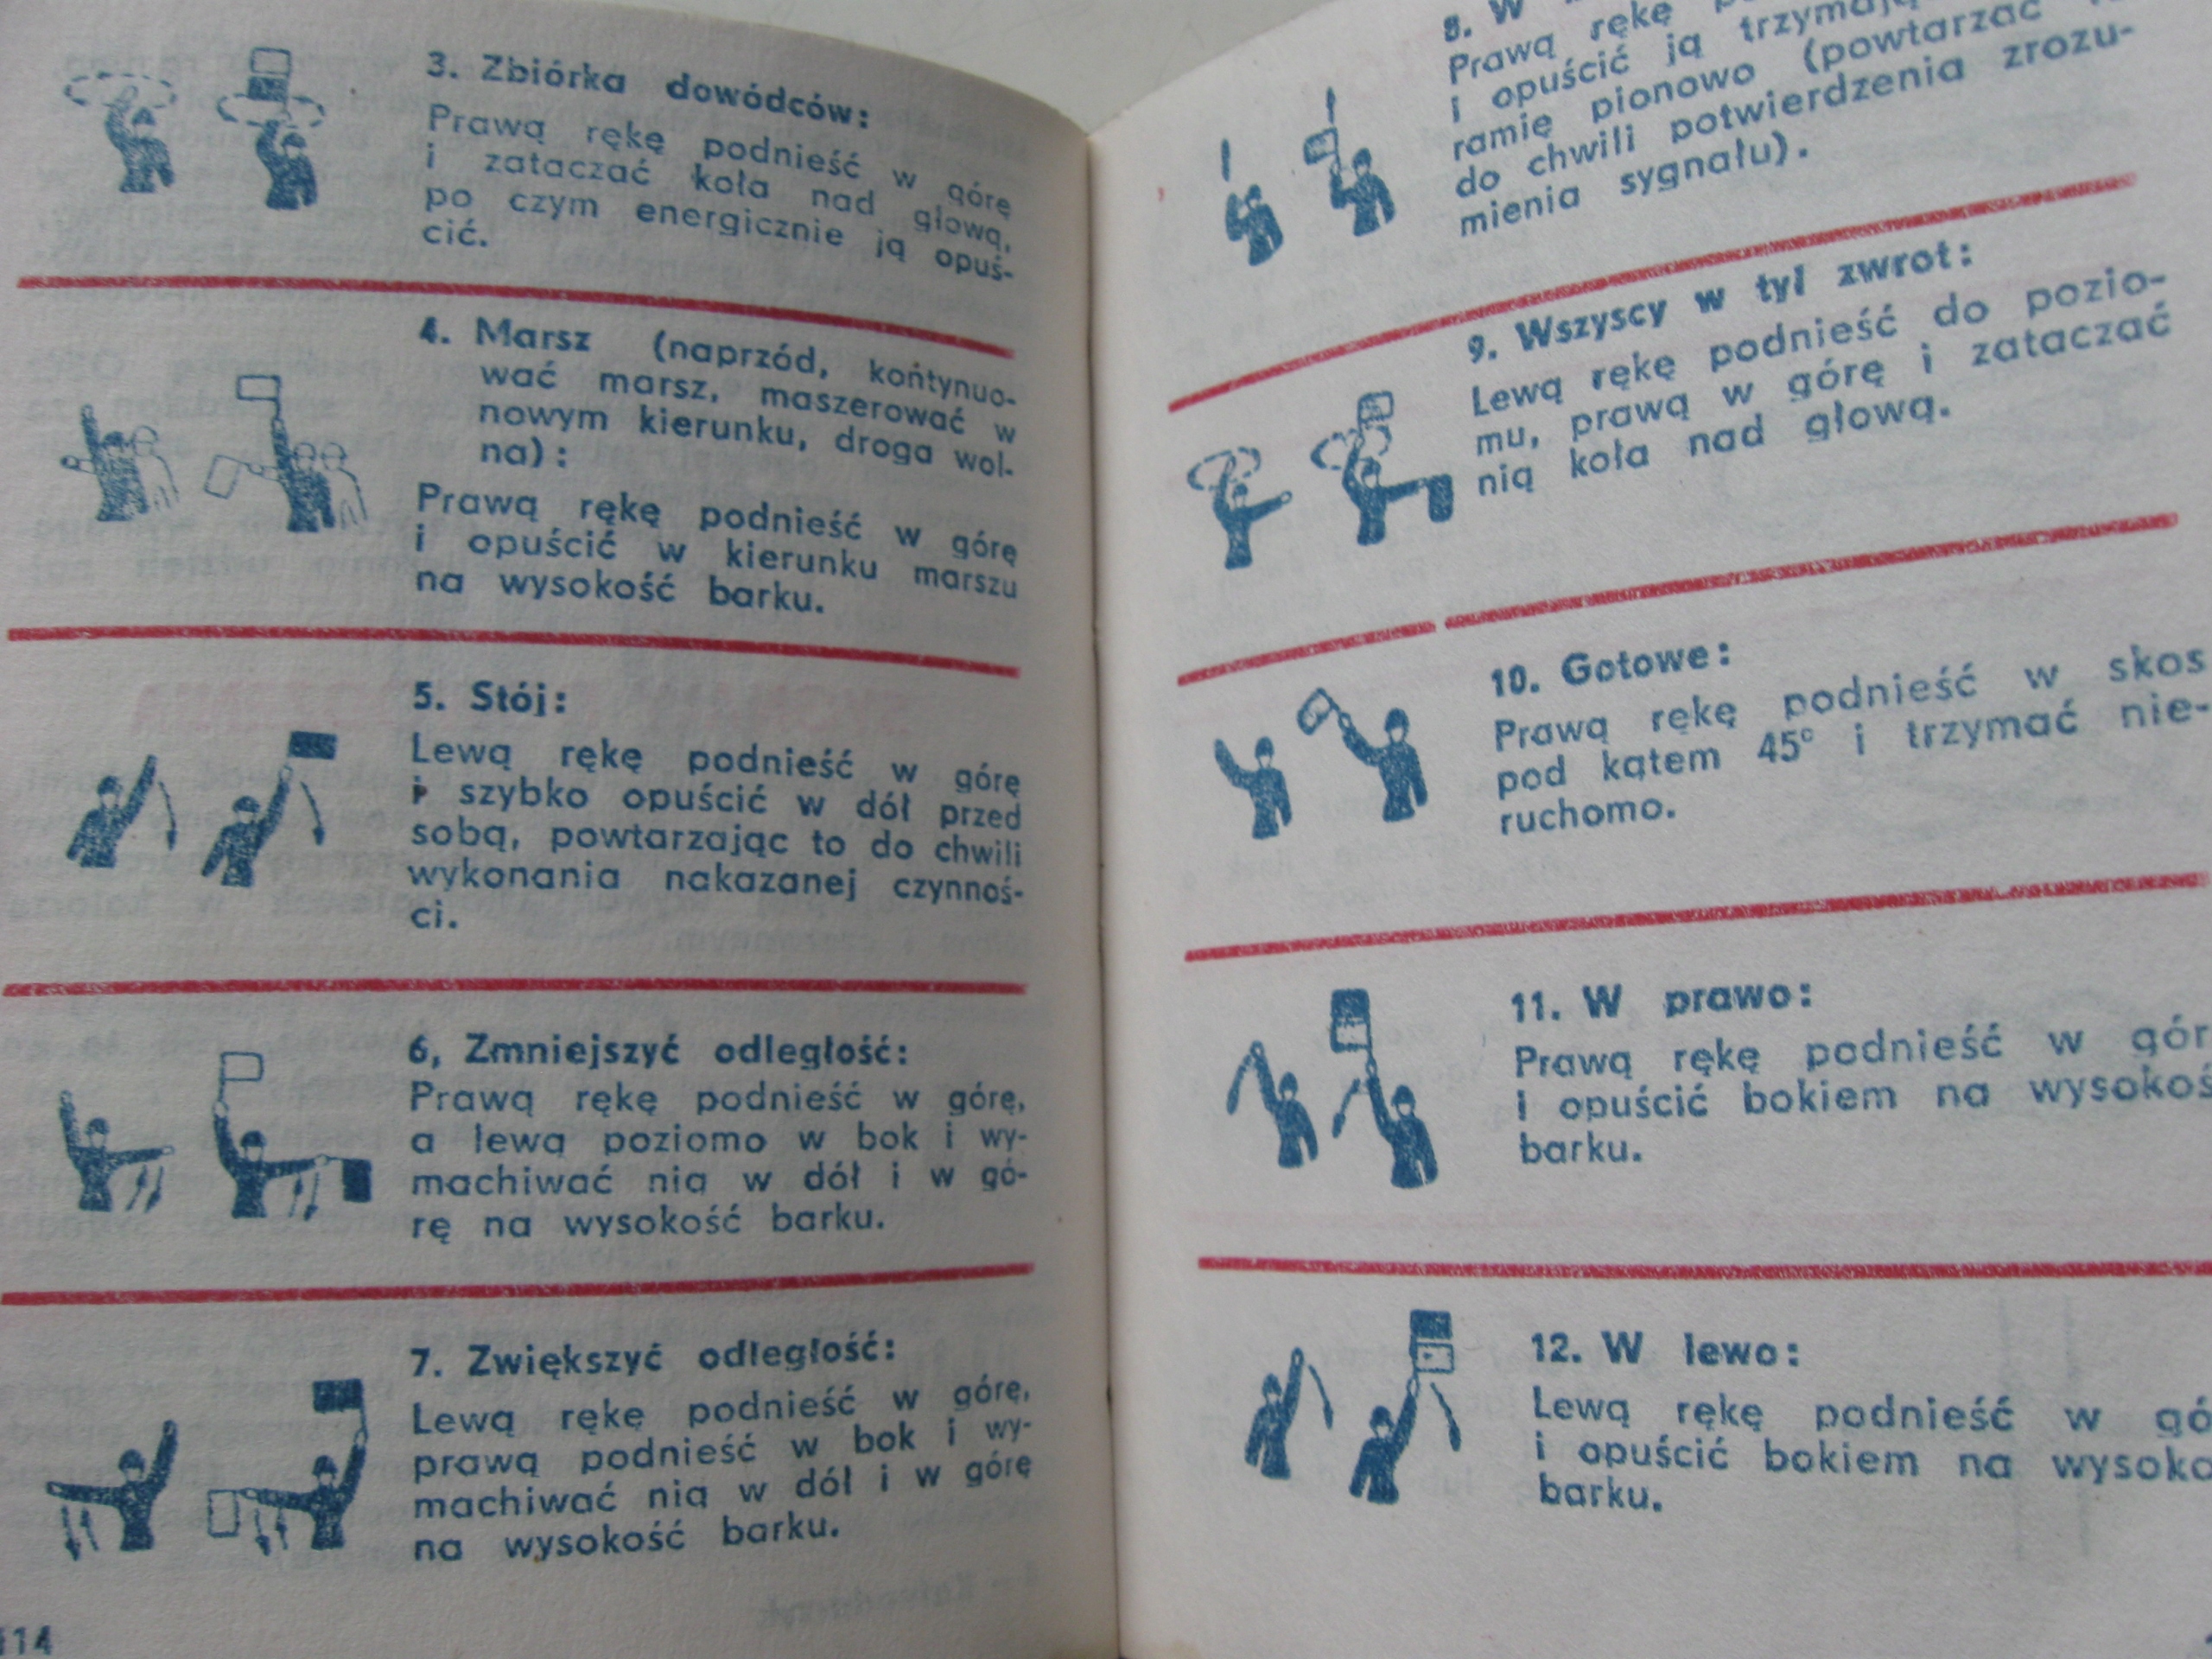 3. Zbiórka dowódców:
Prawą rękę podnieść w górę
i zataczać koła nad głową,
po czym energicznie ją opuś-
cić.
4. Marsz (naprzód, kontynuo-
wać marsz, maszerować w
nowym kierunku, droga wol-
na):
Prawą rękę podnieść w górę
i opuścić w kierunku marszu
na wysokość barku.
5. Stój:
Lewą rękę podnieść w górę
i szybko opuścić w dół przed
sobą, powtarzając to do chwili
wykonania nakazanej czynnoś-
ci.
6, Zmniejszyć odległość:
Prawą rękę podnieść w górę,
a lewą poziomo w bok i wy-
machiwać nią w dół i w gó-
rę na wysokość barku.
7. Zwiększyć odległość:
Lewą rękę podnieść w górę,
prawą podnieść w bok i wy-
machiwać nią w dół i w górę
na wysokość barku.
114
8. W
Prawą rękę
i opuścić ją
ramię pionowo (powtarzać
do chwili potwierdzenia zrozu-
mienia sygnału).
9. Wszyscy w tył zwrot:
Lewą rękę podnieść do pozio-
mu, prawą w górę i zataczać
nią koła nad głową.
10. Gotowe:
Prawą rękę podnieść w skos
pod kątem 45° i trzymać nie-
ruchomo.
11. W prawo:
Prawą rękę podnieść w gór
i opuścić bokiem na wysokoś
barku.
12. W lewo:
Lewą rękę podnieść w gó
i opuścić bokiem na wysoko
barku.